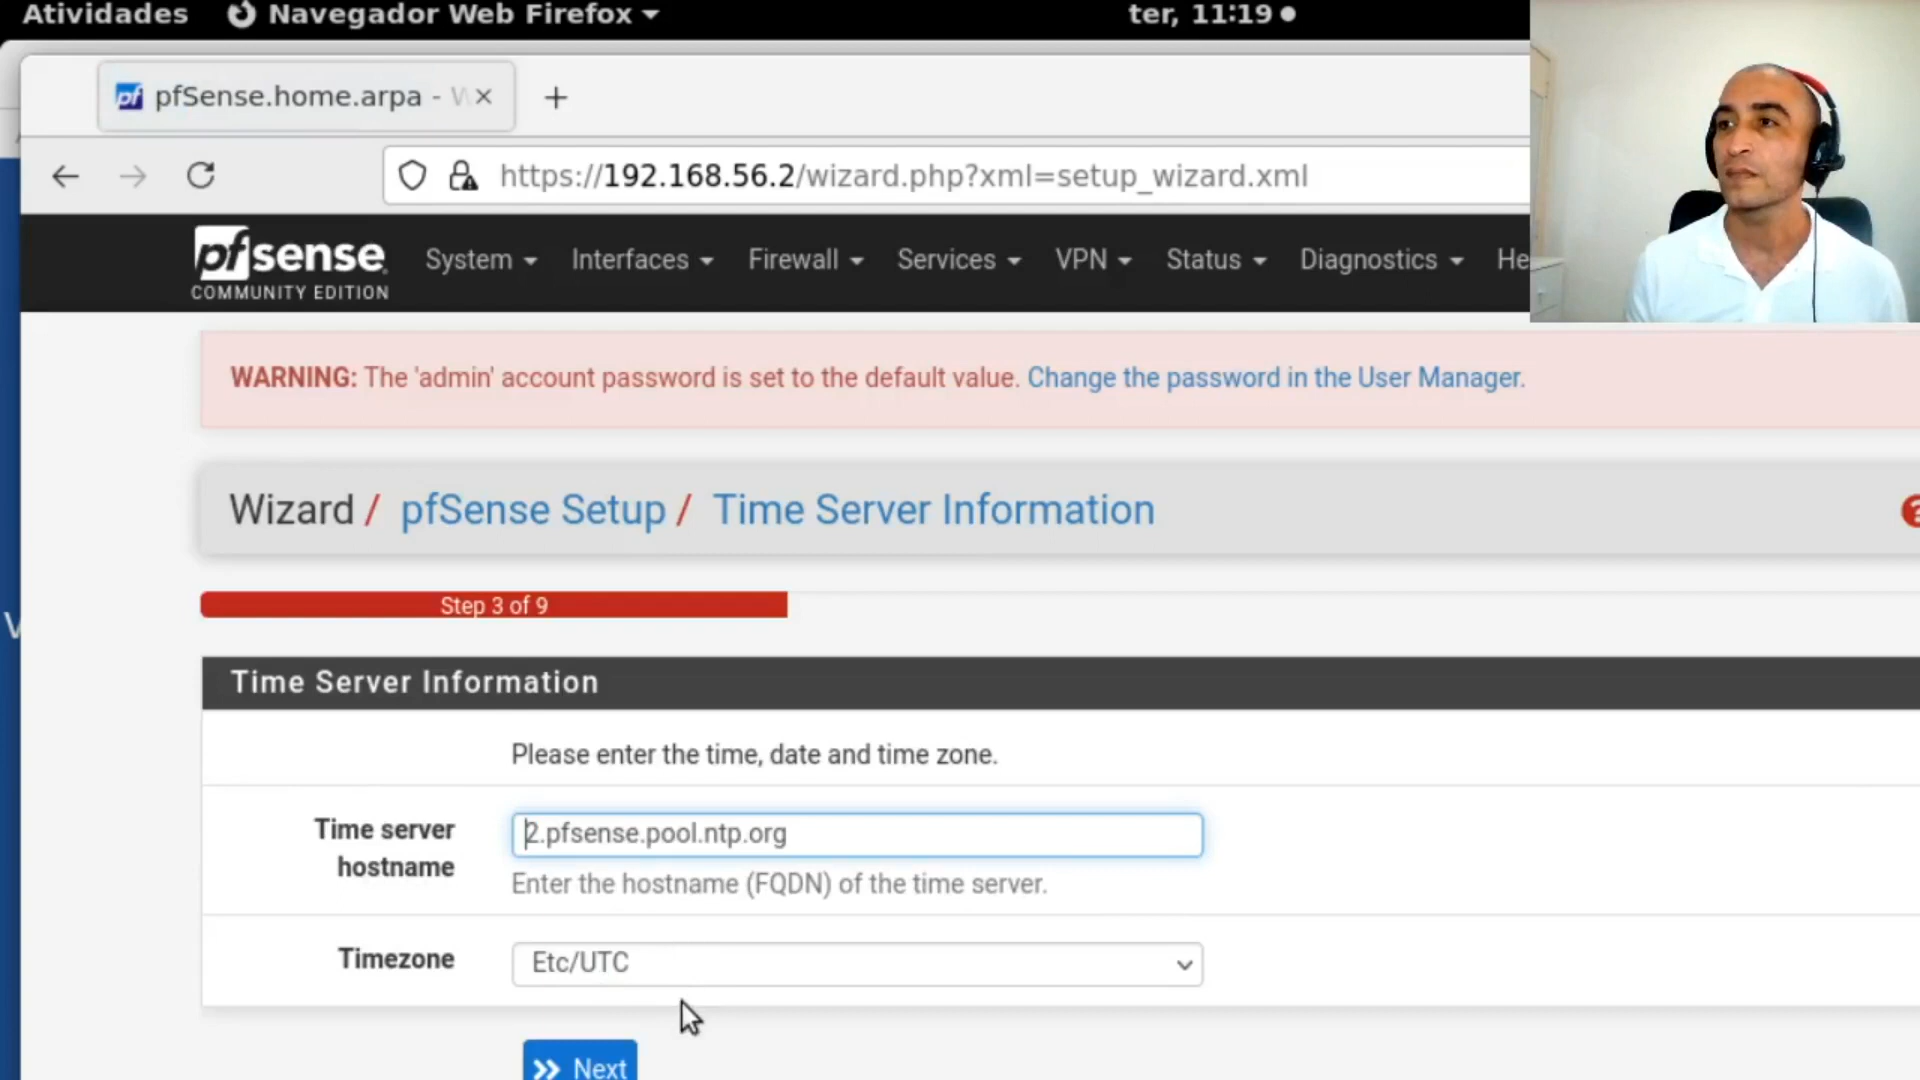 Atividades Navegador Web Firefox ter, 11:19
pfSense.home.arpa - W
https://192.168.56.2/wizard.php?xml=setup_wizard.xml
pfsense
COMMUNITY EDITION
System Interfaces Firewall Services VPN Status Diagnostics He
WARNING: The 'admin' account password is set to the default value. Change the password in the User Manager.
Wizard / pfSense Setup / Time Server Information
Step 3 of 9
Time Server Information
Please enter the time, date and time zone.
Time server
hostname
2.pfsense.pool.ntp.org
Enter the hostname (FQDN) of the time server.
Timezone
Etc/UTC
Next